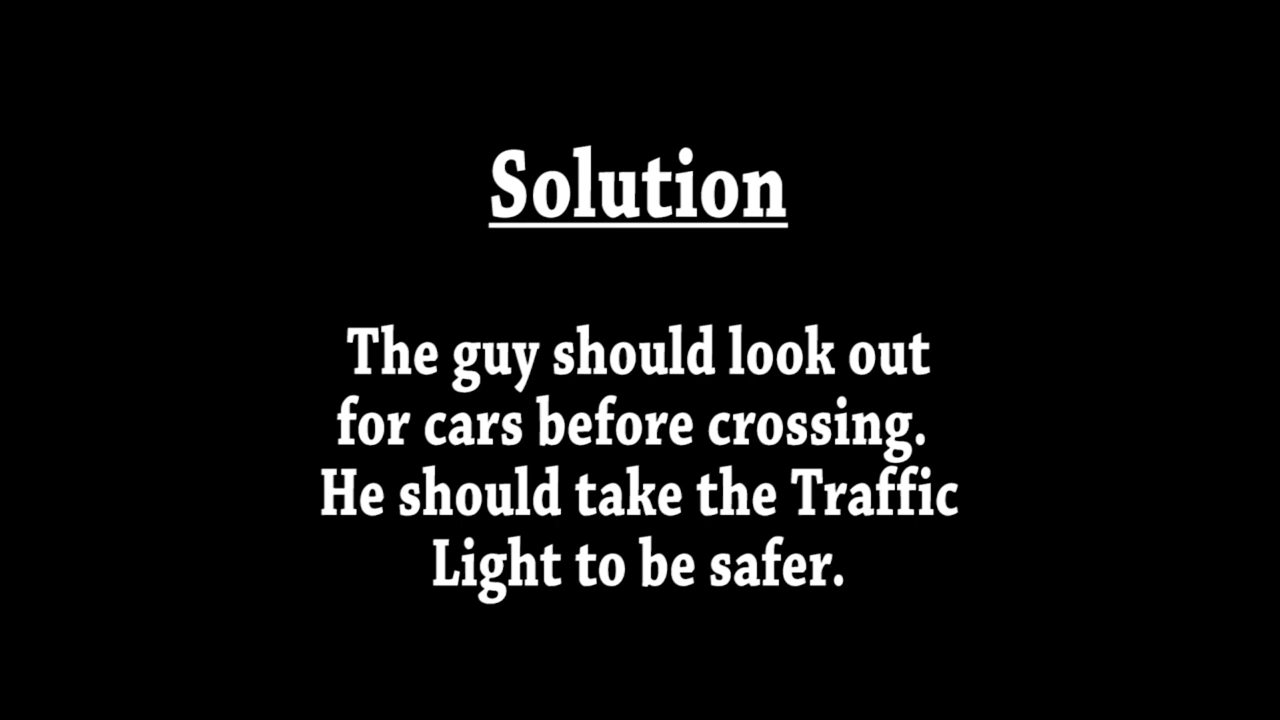 Solution
The guy should look out
for cars before crossing.
He should take the Traffic
Light to be safer.